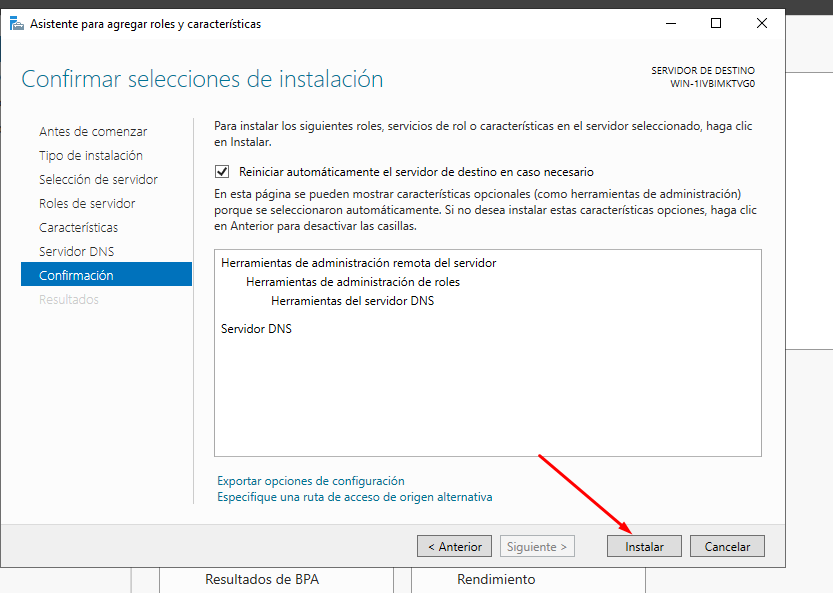 Asistente para agregar roles y características
Confirmar selecciones de instalación
SERVIDOR DE DESTINO
WIN-1IVBIMKTVG0
Antes de comenzar
Tipo de instalación
Selección de servidor
Roles de servidor
Características
Servidor DNS
Confirmación
Resultados
Para instalar los siguientes roles, servicios de rol o características en el servidor seleccionado, haga clic
en Instalar.
Reiniciar automáticamente el servidor de destino en caso necesario
En esta página se pueden mostrar características opcionales (como herramientas de administración)
porque se seleccionaron automáticamente. Si no desea instalar estas características opciones, haga clic
en Anterior para desactivar las casillas.
Herramientas de administración remota del servidor
Herramientas de administración de roles
Herramientas del servidor DNS
Servidor DNS
Exportar opciones de configuración
Especifique una ruta de acceso de origen alternativa
< Anterior
Siguiente >
Instalar
Cancelar
Resultados de BPA
Rendimiento